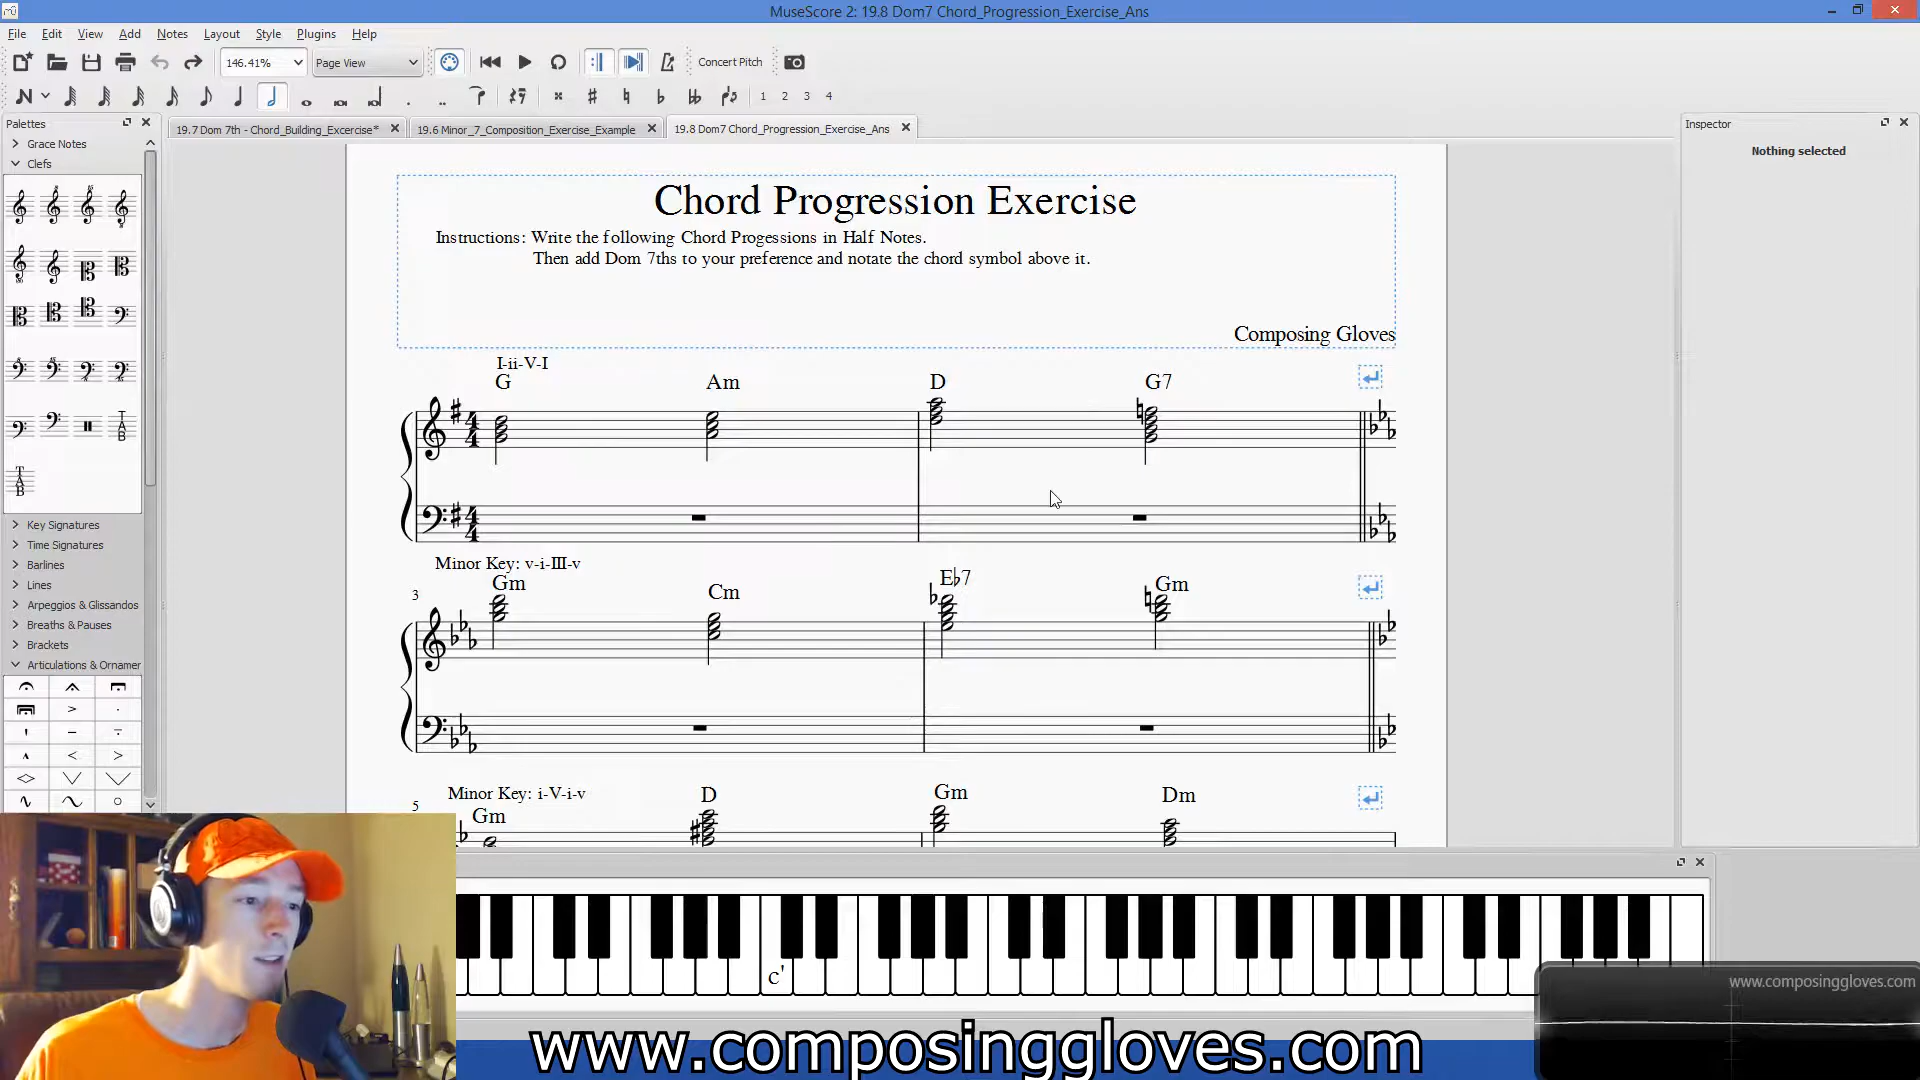 MuseScore 2: 19.8 Dom7 Chord_Progression_Exercise_Ans
File Edit View Add Notes Layout Style Plugins Help
146.41% Page View Concert Pitch
1 2 3 4
Palettes
19.7 Dom 7th - Chord_Building_Excercise*
19.6 Minor_7_Composition_Exercise_Example
19.8 Dom7 Chord_Progression_Exercise_Ans
Inspector
Nothing selected
Grace Notes
Clefs
Key Signatures
Time Signatures
Barlines
Lines
Arpeggios & Glissandos
Breaths & Pauses
Brackets
Articulations & Ornamer
Chord Progression Exercise
Instructions: Write the following Chord Progessions in Half Notes.
Then add Dom 7ths to your preference and notate the chord symbol above it.
Composing Gloves
I-ii-V-I
G Am D G7
Minor Key: v-i-III-v
3 Gm Cm E♭7 Gm
Minor Key: i-V-i-v
5 Gm D Gm Dm
c'
www.composinggloves.com
www.composinggloves.com